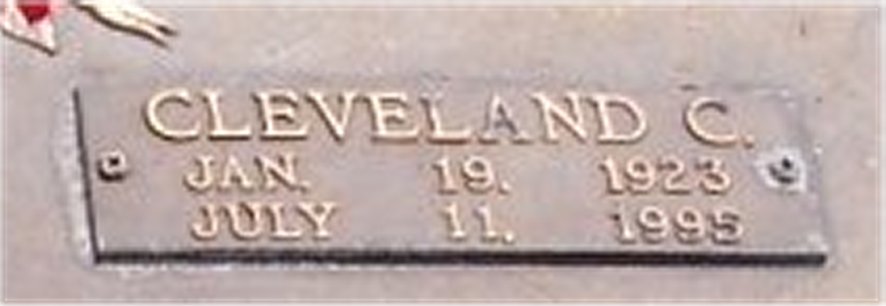 CLEVELAND C.
JAN. 19. 1923
JULY 11. 1995